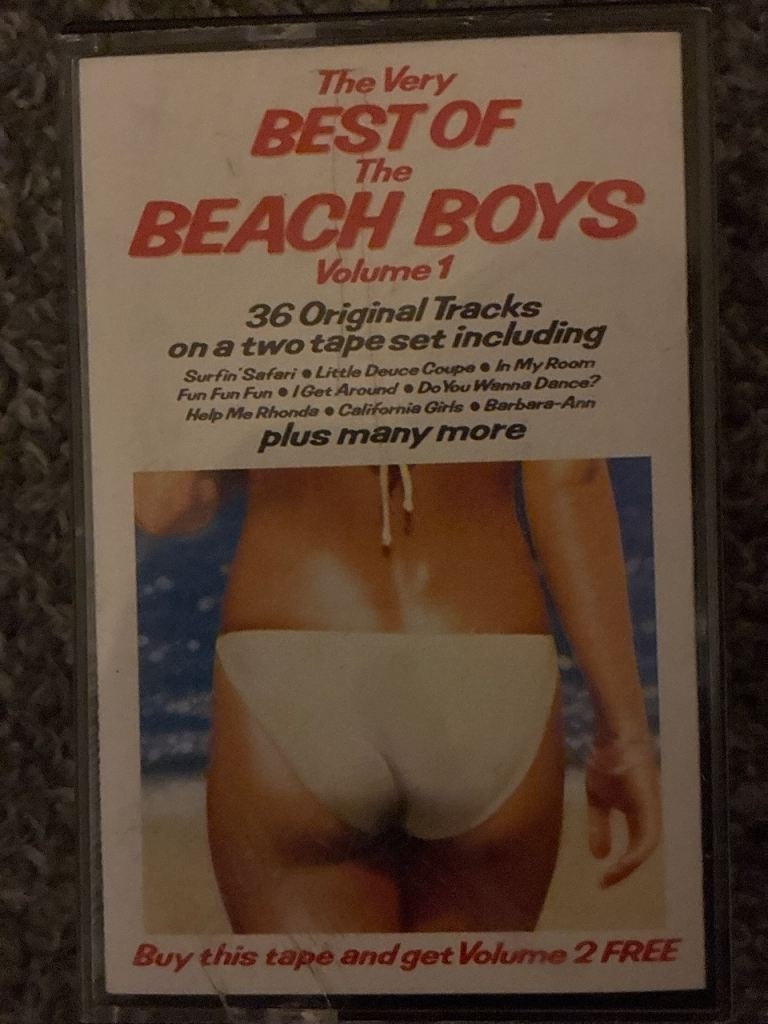 The Very
BEST OF
The
BEACH BOYS
Volume 1
36 Original Tracks
on a two tape set including
Surfin' Safari • Little Deuce Coupe • In My Room
Fun Fun Fun • I Get Around • Do You Wanna Dance?
Help Me Rhonda • California Girls • Barbara-Ann
plus many more
Buy this tape and get Volume 2 FREE